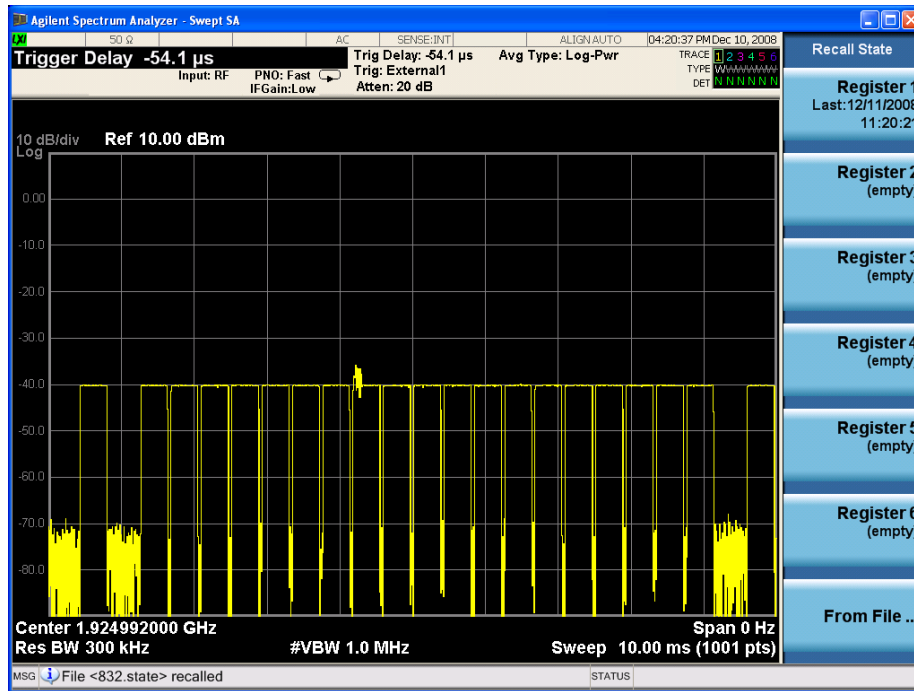 Agilent Spectrum Analyzer - Swept SA
LXI 50 Ω AC SENSE:INT ALIGN AUTO 04:20:37 PM Dec 10, 2008
Trigger Delay -54.1 µs Trig Delay: -54.1 µs Avg Type: Log-Pwr TRACE 1 2 3 4 5 6
Input: RF PNO: Fast Trig: External1 TYPE WWWWWW
IFGain:Low Atten: 20 dB DET N N N N N N
10 dB/div Ref 10.00 dBm
Log
0.00
-10.0
-20.0
-30.0
-40.0
-50.0
-60.0
-70.0
-80.0
Center 1.924992000 GHz Span 0 Hz
Res BW 300 kHz #VBW 1.0 MHz Sweep 10.00 ms (1001 pts)
MSG File <832.state> recalled STATUS
Recall State
Register 1
Last:12/11/2008
11:20:21
Register 2
(empty)
Register 3
(empty)
Register 4
(empty)
Register 5
(empty)
Register 6
(empty)
From File ..